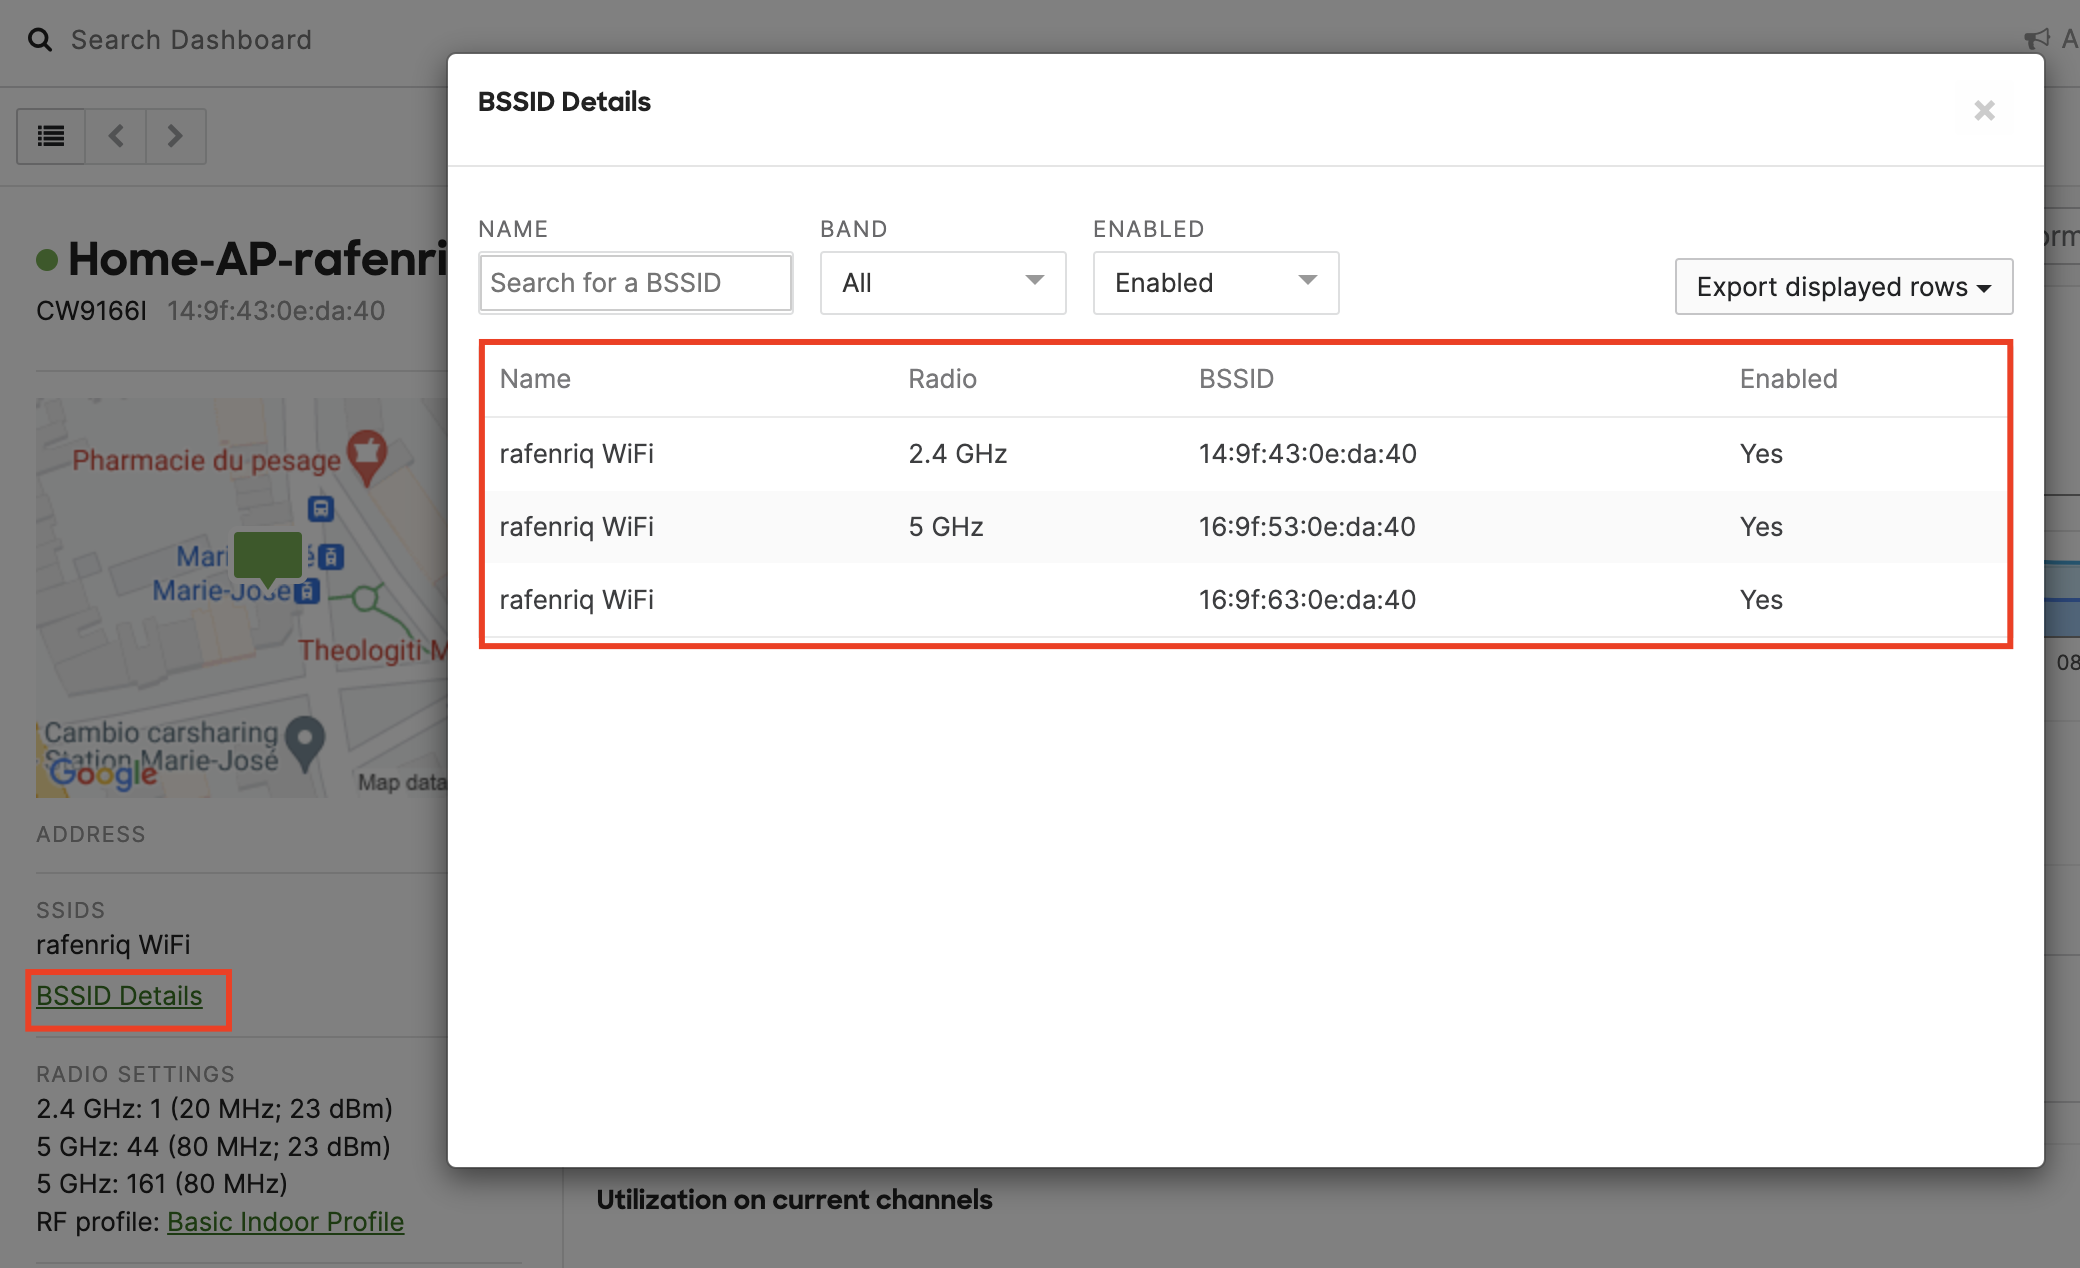 Search Dashboard
A
BSSID Details
Home-AP-rafenri
CW9166I 14:9f:43:0e:da:40
NAME BAND ENABLED
Search for a BSSID All Enabled Export displayed rows
Name Radio BSSID Enabled
rafenriq WiFi 2.4 GHz 14:9f:43:0e:da:40 Yes
rafenriq WiFi 5 GHz 16:9f:53:0e:da:40 Yes
rafenriq WiFi 16:9f:63:0e:da:40 Yes
Pharmacie du pesage
Mari é
Marie-José
Theologiti M
Cambio carsharing
Station Marie-José
Google
Map data
08
ADDRESS
SSIDS
rafenriq WiFi
BSSID Details
RADIO SETTINGS
2.4 GHz: 1 (20 MHz; 23 dBm)
5 GHz: 44 (80 MHz; 23 dBm)
5 GHz: 161 (80 MHz)
RF profile: Basic Indoor Profile
Utilization on current channels